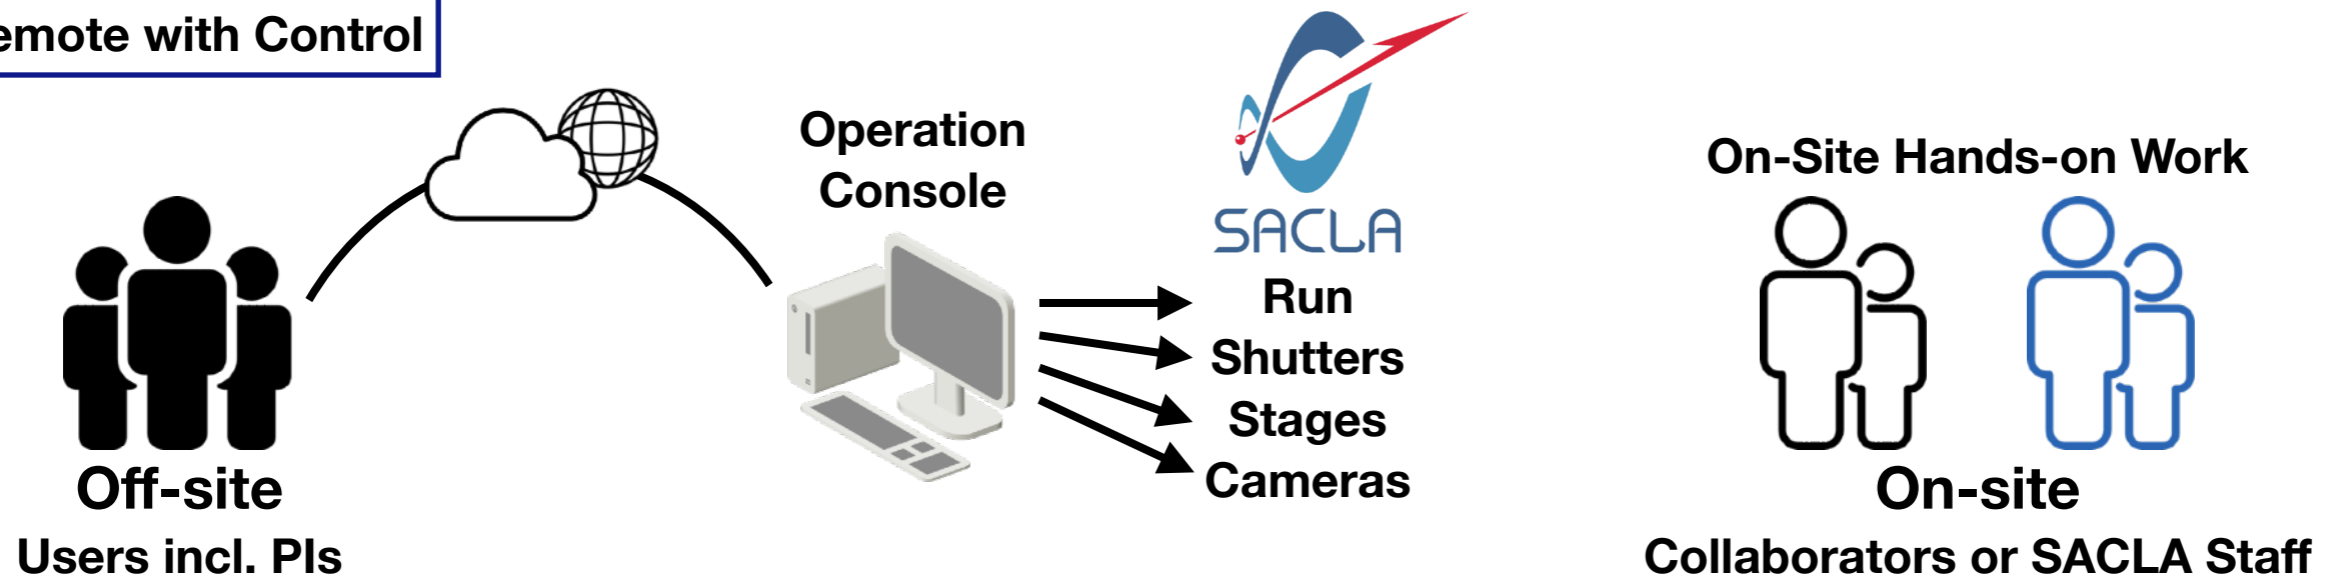 emote with Control
Operation
Console
SACLA
Run
Shutters
Stages
Cameras
On-Site Hands-on Work
Off-site
Users incl. PIs
On-site
Collaborators or SACLA Staff